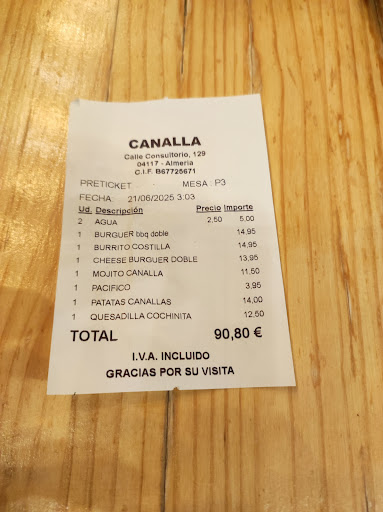 CANALLA
Calle Consultorio, 129
04117 - Almeria
C.I.F. B67725671
PRETICKET MESA : P3
FECHA: 21/06/2025 3:03
Ud. Descripción Precio Importe
2 AGUA 2,50 5,00
1 BURGUER bbq doble 14,95
1 BURRITO COSTILLA 14,95
1 CHEESE BURGUER DOBLE 13,95
1 MOJITO CANALLA 11,50
1 PACIFICO 3,95
1 PATATAS CANALLAS 14,00
1 QUESADILLA COCHINITA 12,50
TOTAL 90,80 €
I.V.A. INCLUIDO
GRACIAS POR SU VISITA